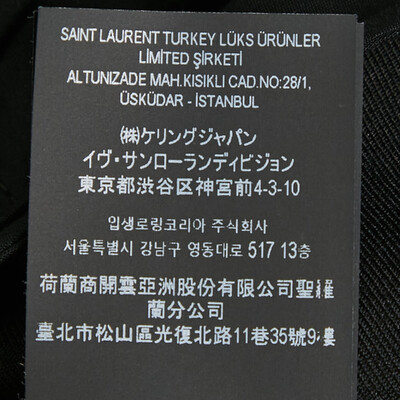 SAINT LAURENT TURKEY LÜKS ÜRÜNLER
LİMİTED ŞİRKETİ
ALTUNIZADE MAH.KISIKLI CAD.NO:28/1,
ÜSKÜDAR - İSTANBUL
㈱ケリングジャパン
イヴ・サンローランディビジョン
東京都渋谷区神宮前4-3-10
입생로링코리아 주식회사
서울특별시 강남구 영동대로 517 13층
荷蘭商開雲亞洲股份有限公司聖羅
蘭分公司
臺北市松山區光復北路11巷35號9樓